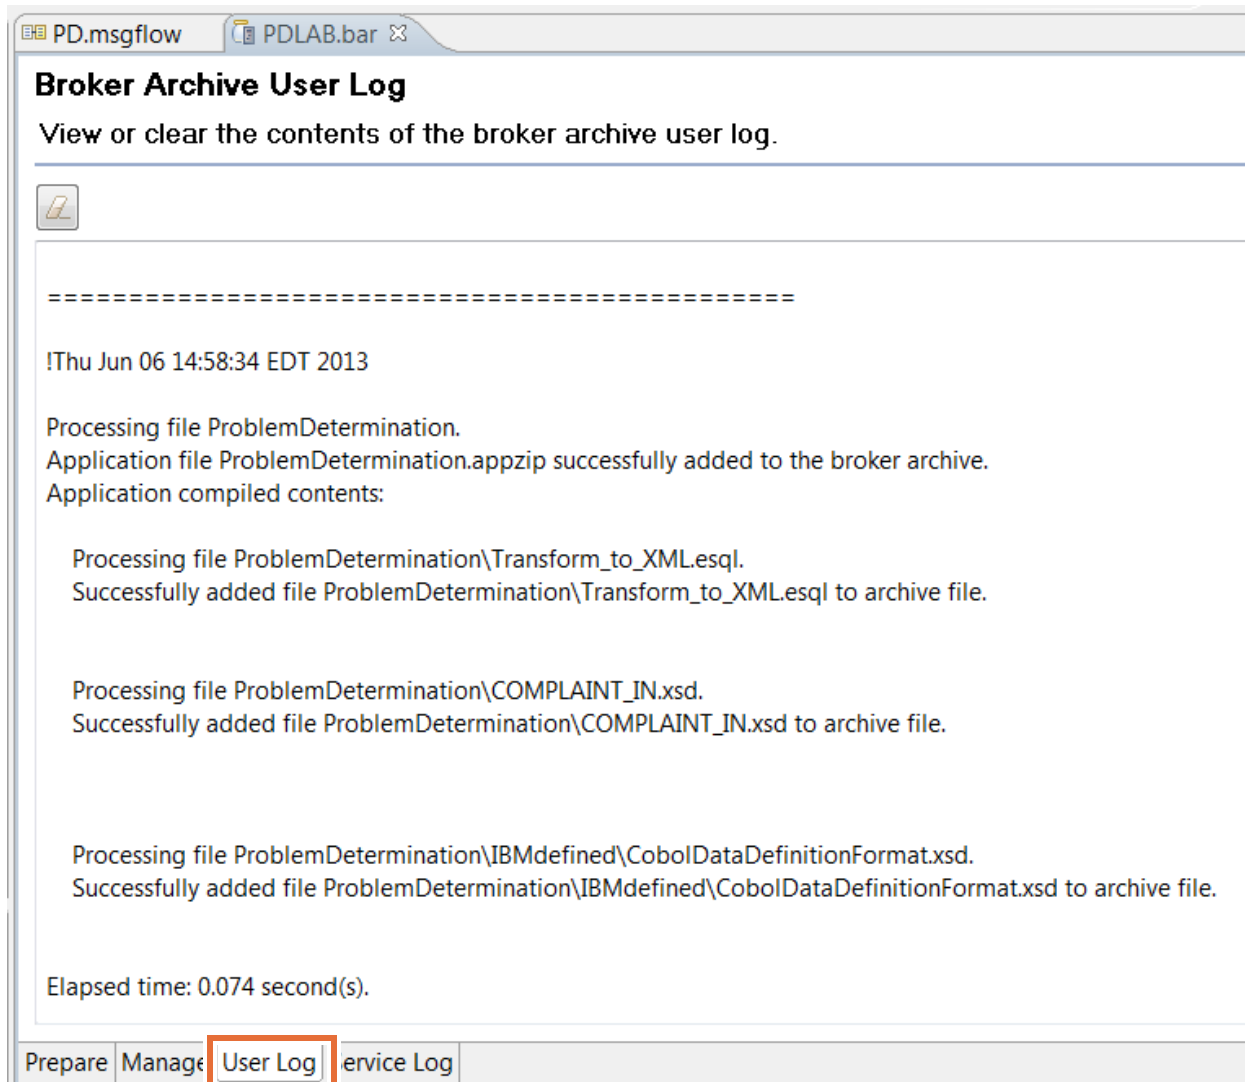 PD.msgflow PDLAB.bar
Broker Archive User Log
View or clear the contents of the broker archive user log.
==============================================
!Thu Jun 06 14:58:34 EDT 2013
Processing file ProblemDetermination.
Application file ProblemDetermination.appzip successfully added to the broker archive.
Application compiled contents:
Processing file ProblemDetermination\Transform_to_XML.esql.
Successfully added file ProblemDetermination\Transform_to_XML.esql to archive file.
Processing file ProblemDetermination\COMPLAINT_IN.xsd.
Successfully added file ProblemDetermination\COMPLAINT_IN.xsd to archive file.
Processing file ProblemDetermination\IBMdefined\CobolDataDefinitionFormat.xsd.
Successfully added file ProblemDetermination\IBMdefined\CobolDataDefinitionFormat.xsd to archive file.
Elapsed time: 0.074 second(s).
Prepare Manage User Log ervice Log